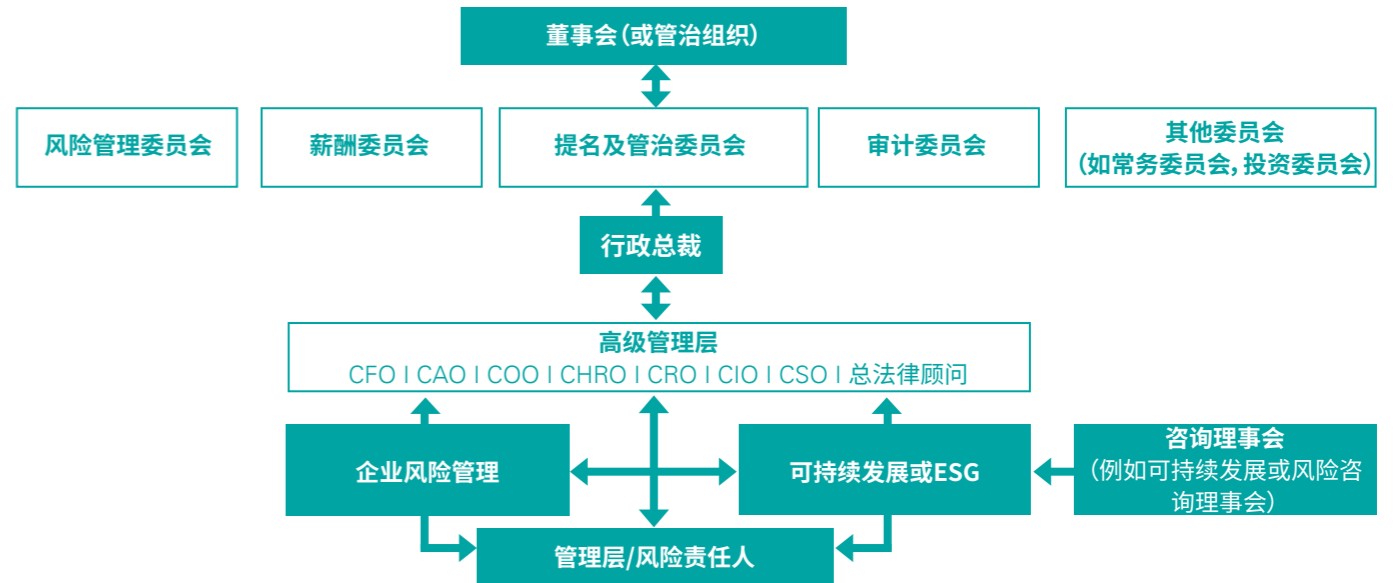 董事会（或管治组织）
风险管理委员会
薪酬委员会
提名及管治委员会
审计委员会
其他委员会
（如常务委员会，投资委员会）
行政总裁
高级管理层
CFO I CAO I COO I CHRO I CRO I CIO I CSO I 总法律顾问
企业风险管理
可持续发展或ESG
咨询理事会
（例如可持续发展或风险咨
询理事会）
管理层/风险责任人